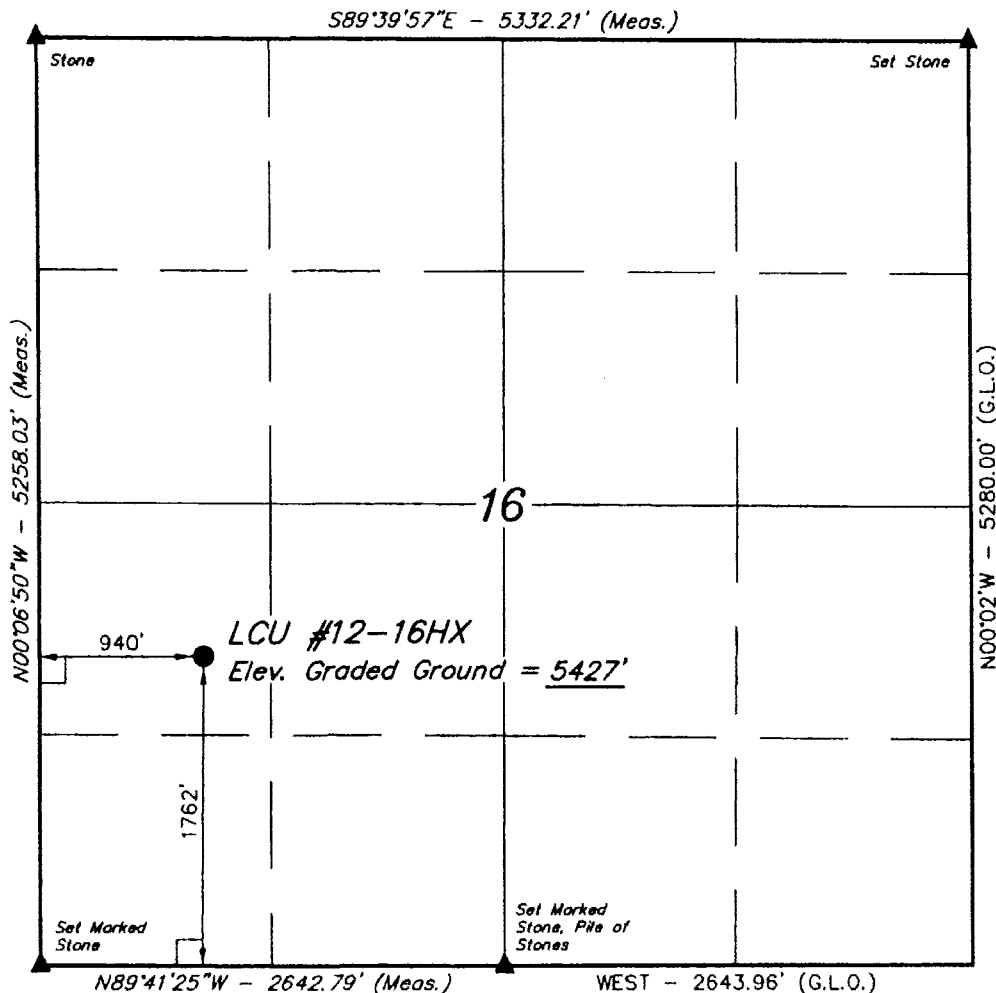 S89°39'57"E - 5332.21' (Meas.)
Stone
Set Stone
N00°06'50"W - 5258.03' (Meas.)
N00°02'W - 5280.00' (G.L.O.)
16
940'
LCU #12-16HX
Elev. Graded Ground = 5427'
1762'
Set Marked
Stone
Set Marked
Stone, Pile of
Stones
N89°41'25"W - 2642.79' (Meas.)
WEST - 2643.96' (G.L.O.)